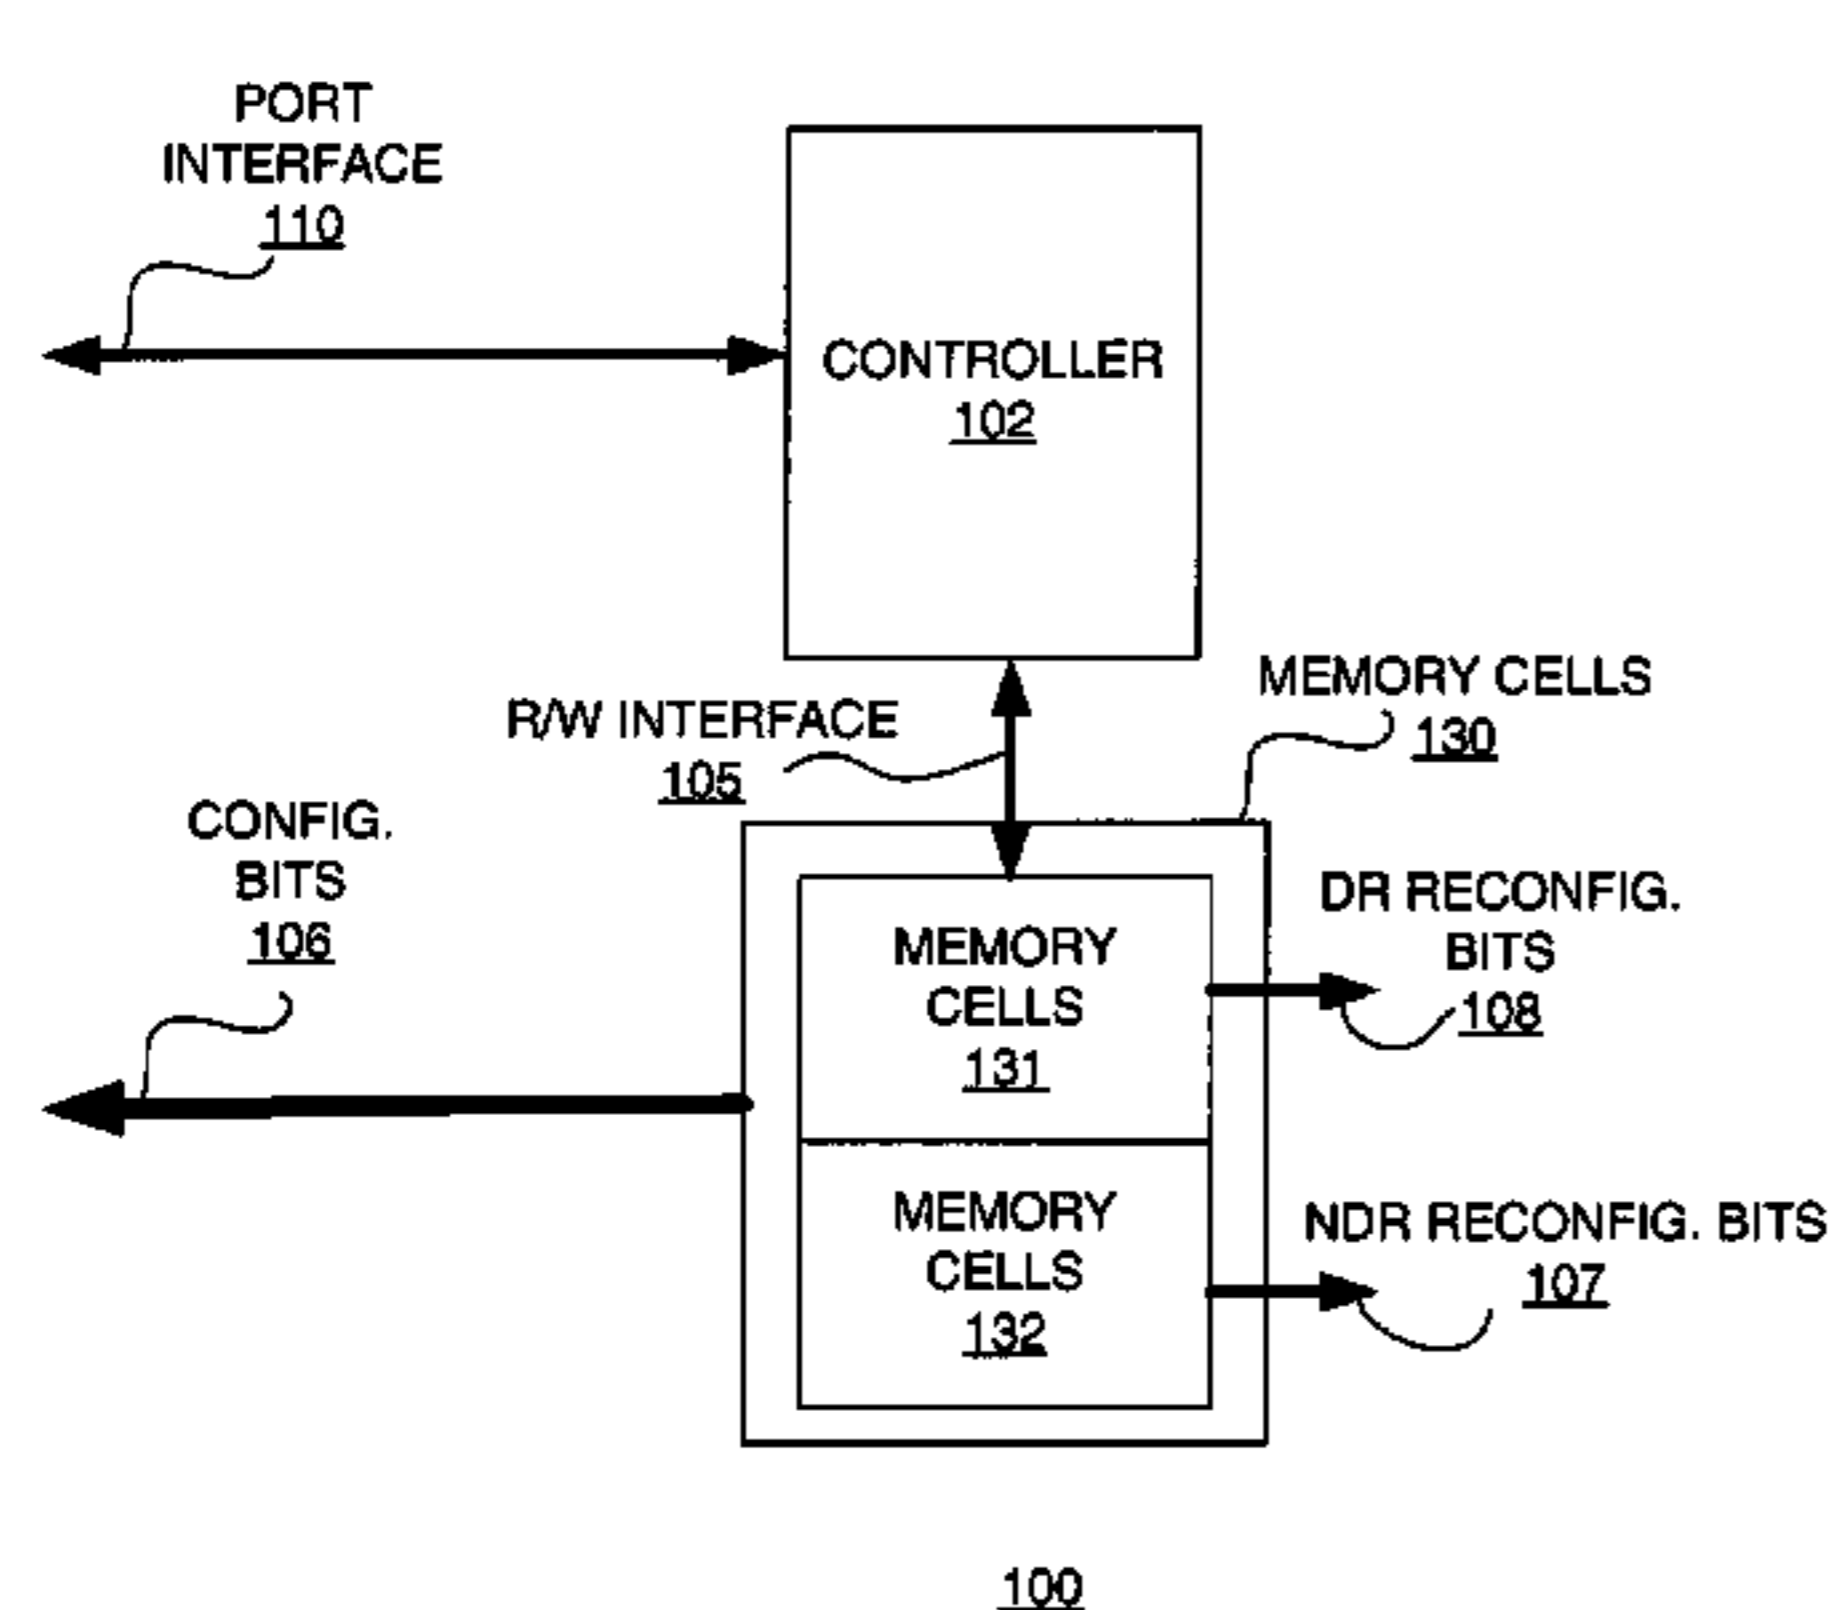 PORT
INTERFACE
110
CONTROLLER
102
R/W INTERFACE
105
MEMORY CELLS
130
CONFIG.
BITS
106
MEMORY
CELLS
131
DR RECONFIG.
BITS
108
MEMORY
CELLS
132
NDR RECONFIG. BITS
107
100